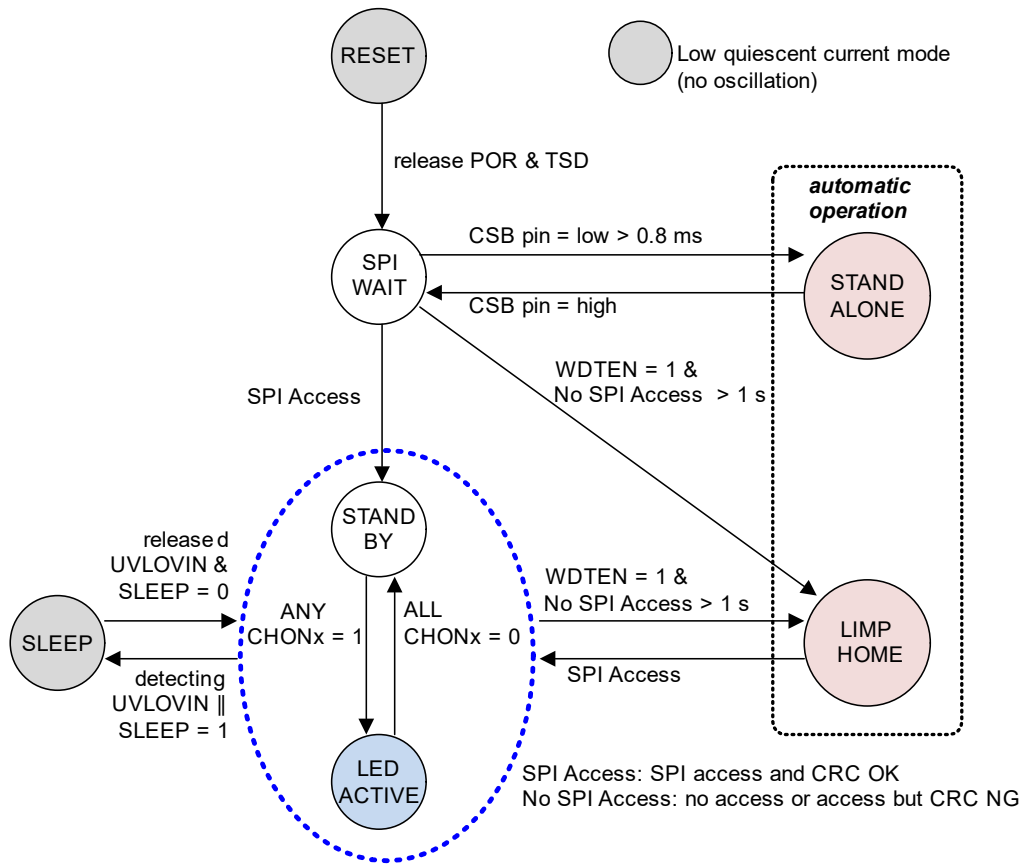 RESET
Low quiescent current mode
(no oscillation)
release POR & TSD
automatic
operation
CSB pin = low > 0.8 ms
SPI
WAIT
STAND
ALONE
CSB pin = high
WDTEN = 1 &
No SPI Access > 1 s
SPI Access
STAND
BY
released
UVLOVIN &
SLEEP = 0
WDTEN = 1 &
No SPI Access > 1 s
ANY
CHONx = 1
ALL
CHONx = 0
SLEEP
LIMP
HOME
SPI Access
detecting
UVLOVIN ||
SLEEP = 1
LED
ACTIVE
SPI Access: SPI access and CRC OK
No SPI Access: no access or access but CRC NG